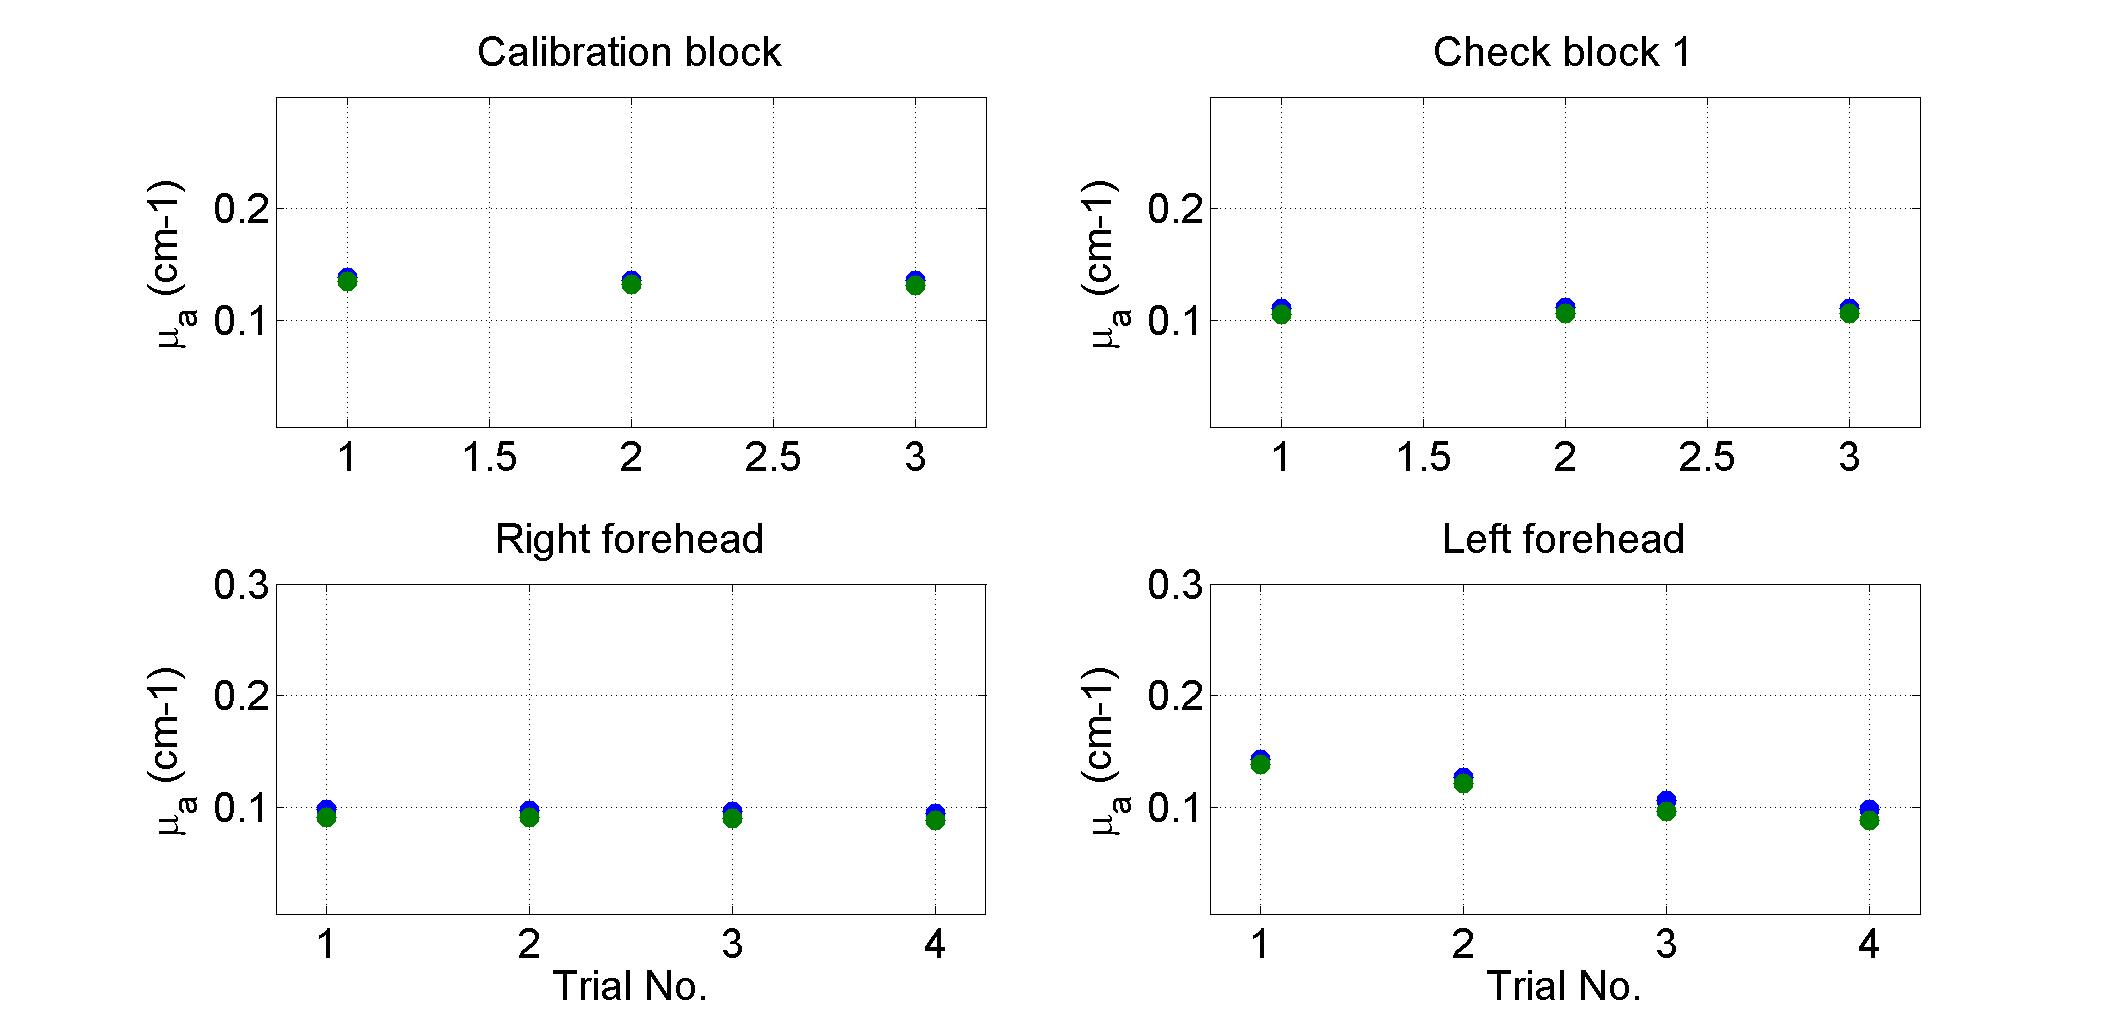 Calibration block
μa (cm-1)
0.2
0.1
1 1.5 2 2.5 3
Check block 1
μa (cm-1)
0.2
0.1
1 1.5 2 2.5 3
Right forehead
μa (cm-1)
0.3
0.2
0.1
1 2 3 4
Trial No.
Left forehead
μa (cm-1)
0.3
0.2
0.1
1 2 3 4
Trial No.